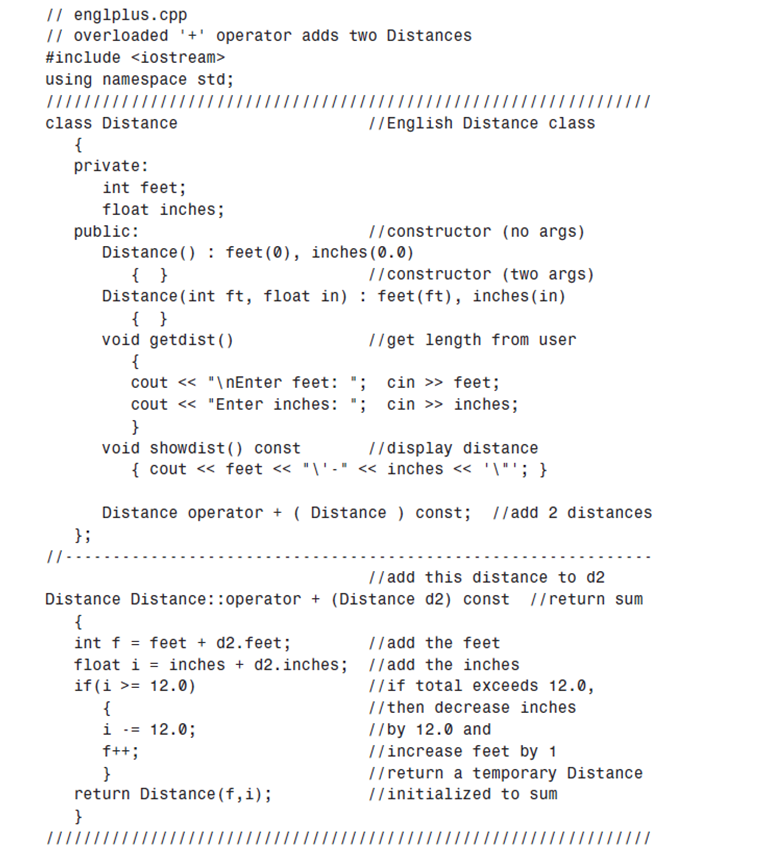 // englplus.cpp
// overloaded '+' operator adds two Distances
#include <iostream>
using namespace std;
////////////////////////////////////////////////////////////////
class Distance                    //English Distance class
   {
   private:
      int feet;
      float inches;
   public:                        //constructor (no args)
      Distance() : feet(0), inches(0.0)
         {  }                     //constructor (two args)
      Distance(int ft, float in) : feet(ft), inches(in)
         {  }
      void getdist()              //get length from user
         {
         cout << "\nEnter feet: ";  cin >> feet;
         cout << "Enter inches: ";  cin >> inches;
         }
      void showdist() const       //display distance
         { cout << feet << "\'-" << inches << '\"'; }

      Distance operator + ( Distance ) const;  //add 2 distances
   };
//--------------------------------------------------------------
                                  //add this distance to d2
Distance Distance::operator + (Distance d2) const  //return sum
   {
   int f = feet + d2.feet;        //add the feet
   float i = inches + d2.inches;  //add the inches
   if(i >= 12.0)                  //if total exceeds 12.0,
      {                           //then decrease inches
      i -= 12.0;                  //by 12.0 and
      f++;                        //increase feet by 1
      }                           //return a temporary Distance
   return Distance(f,i);          //initialized to sum
   }
////////////////////////////////////////////////////////////////